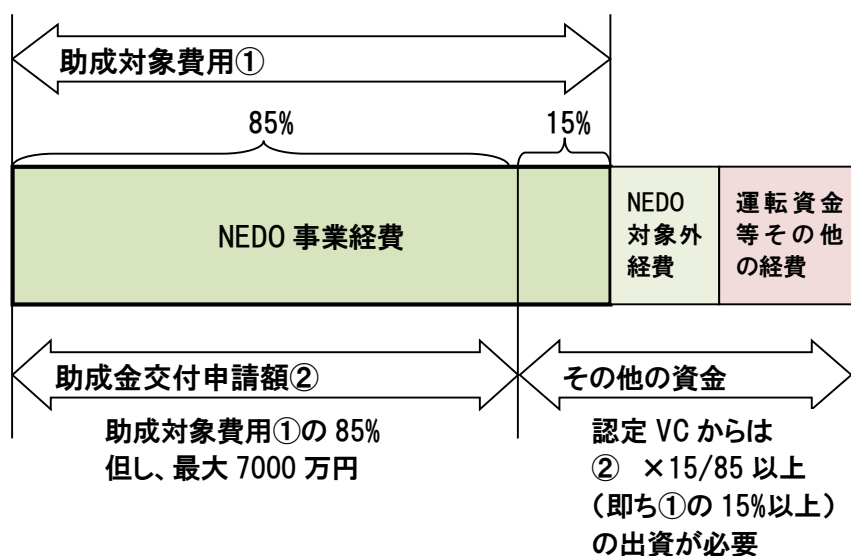 助成対象費用①
85%
15%
NEDO 事業経費
NEDO
対象外
経費
運転資金
等その他
の経費
助成金交付申請額②
その他の資金
助成対象費用①の 85%
但し、最大 7000 万円
認定 VC からは
② ×15/85 以上
(即ち①の 15%以上)
の出資が必要